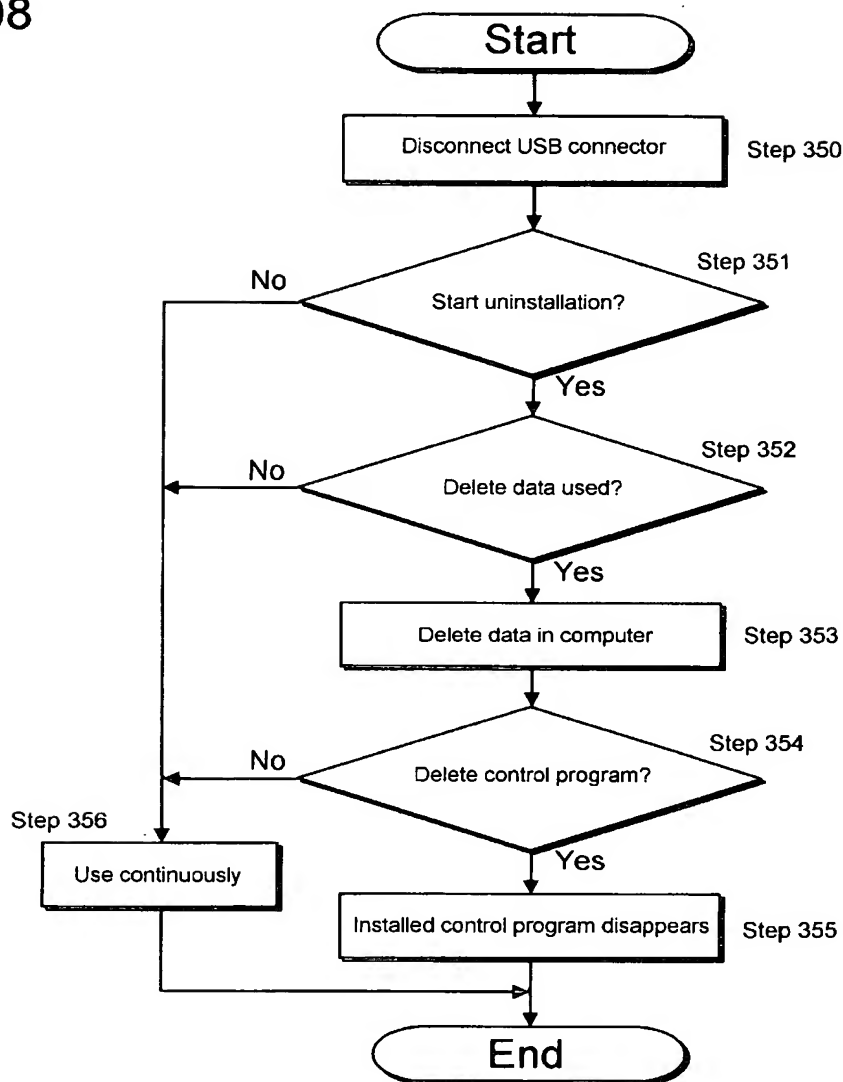 Start
Disconnect USB connector
Step 350
Step 351
No
Start uninstallation?
Yes
Step 352
No
Delete data used?
Yes
Delete data in computer
Step 353
Step 354
No
Delete control program?
Step 356
Yes
Use continuously
Installed control program disappears
Step 355
End